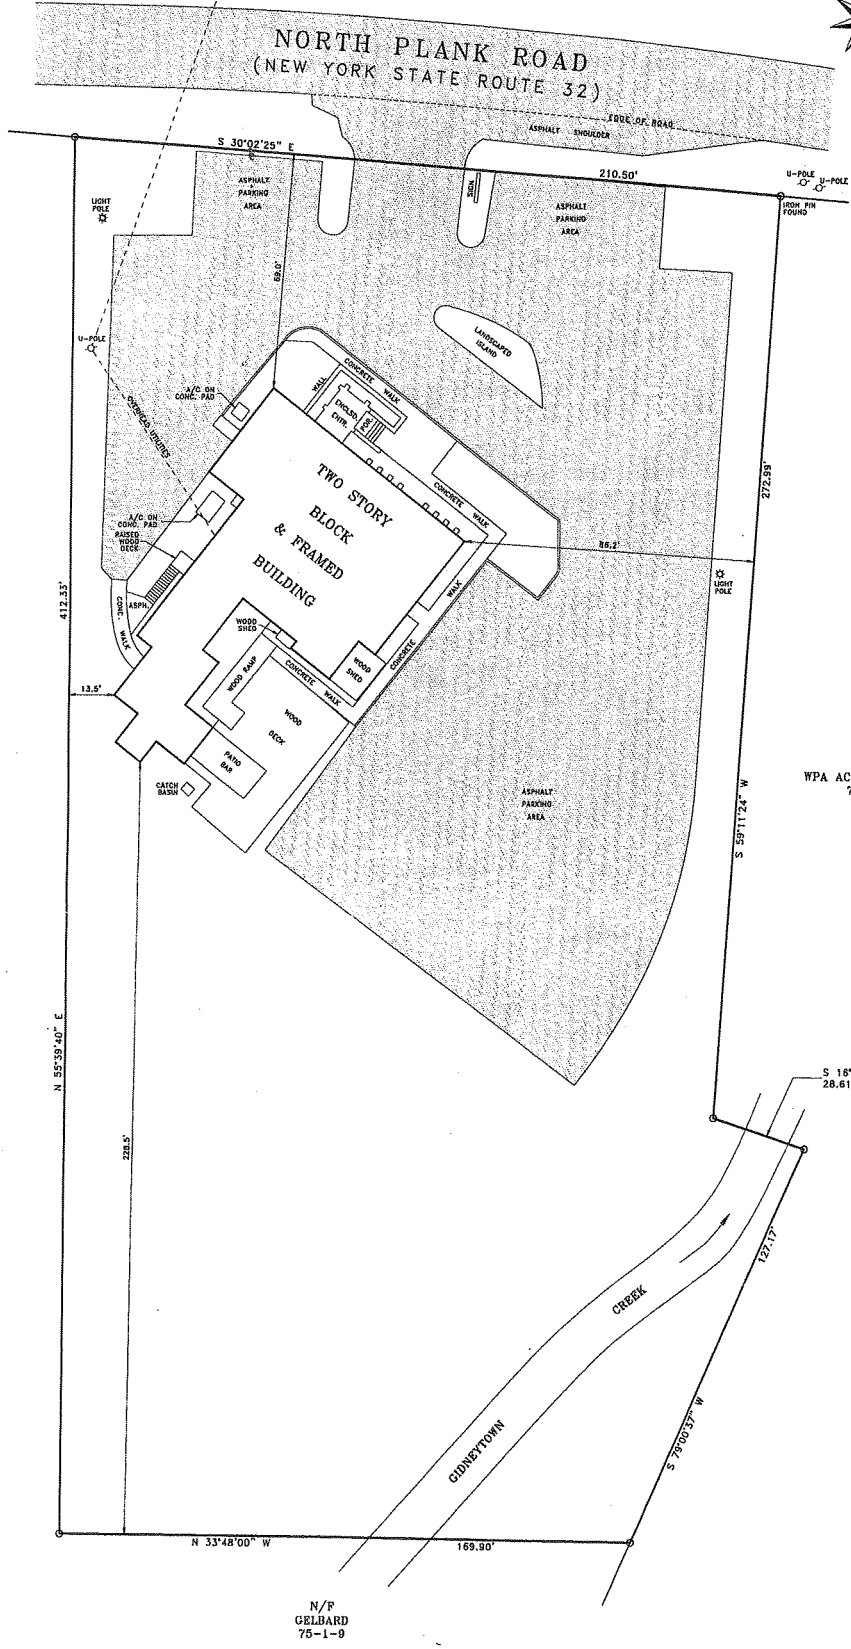 NORTH PLANK ROAD
(NEW YORK STATE ROUTE 32)
EDGE OF ROAD
ASPHALT SHOULDER
S 30°02'25" E
210.50'
U-POLE
U-POLE
IRON PIN
FOUND
LIGHT
POLE
ASPHALT
PARKING
AREA
SIGN
ASPHALT
PARKING
AREA
69.0'
U-POLE
LANDSCAPED
ISLAND
OVERHEAD UTILITIES
A/C ON
CONC. PAD
WALL
CONCRETE WALK
ENCLSD.
ENTR.
POR.
TWO STORY
BLOCK
& FRAMED
BUILDING
CONCRETE WALK
272.99'
A/C ON
CONC. PAD
RAISED
WOOD
DECK
86.2'
LIGHT
POLE
412.33'
ASPH.
CONC. WALK
WALK
CONCRETE
WOOD
SHED
WOOD
SHED
WOOD RAMP
CONCRETE WALK
13.5'
WOOD
DECK
PATIO
BAR
CATCH
BASIN
ASPHALT
PARKING
AREA
WPA AC
S 59°11'24" W
N 55°39'40" E
S 16°
28.61
228.5'
127.17'
CREEK
GIDNEYTOWN
S 79°00'37" W
N 33°48'00" W
169.90'
N/F
GELBARD
75-1-9